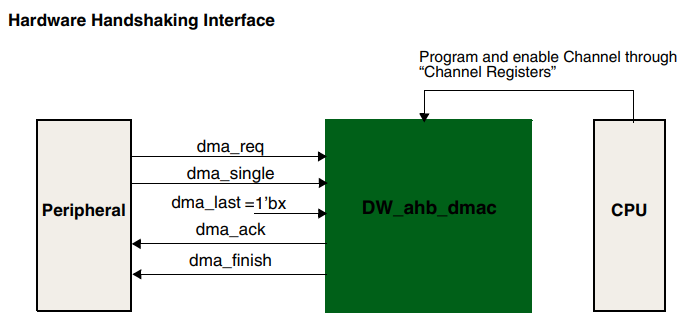 Hardware Handshaking Interface
Program and enable Channel through
“Channel Registers”
dma_req
dma_single
dma_last =1’bx
dma_ack
dma_finish
Peripheral
DW_ahb_dmac
CPU